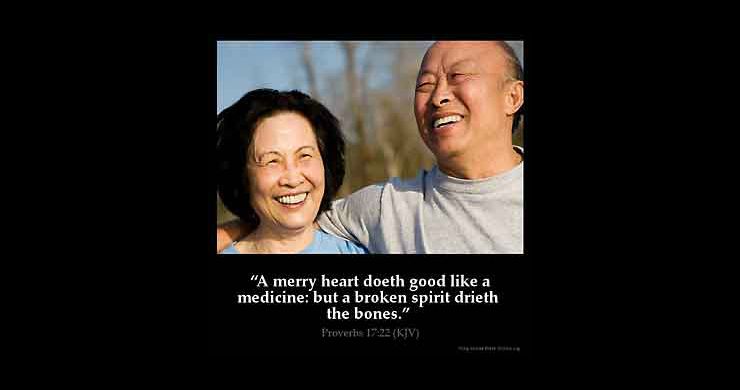 “A merry heart doeth good like a
medicine: but a broken spirit drieth
the bones.”
Proverbs 17:22 (KJV)